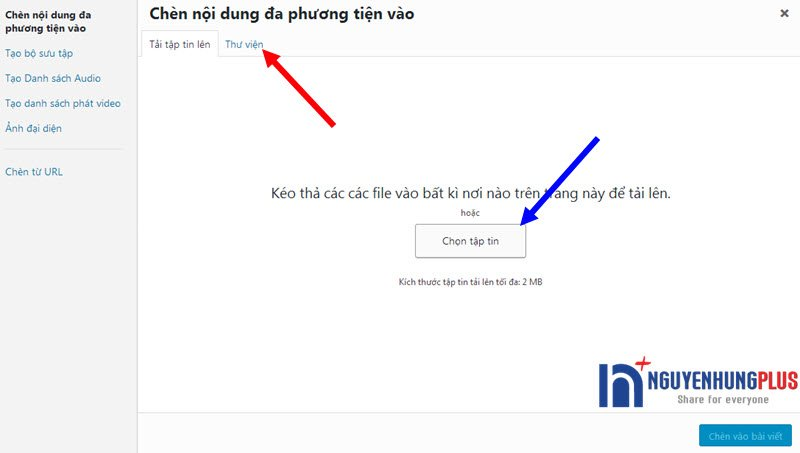 Chèn nội dung đa
phương tiện vào
Tạo bộ sưu tập
Tạo Danh sách Audio
Tạo danh sách phát video
Ảnh đại diện
Chèn từ URL
Chèn nội dung đa phương tiện vào
Tải tập tin lên
Thư viện
Kéo thả các các file vào bất kì nơi nào trên trang này để tải lên.
hoặc
Chọn tập tin
Kích thước tập tin tải lên tối đa: 2 MB
NGUYENHUNGPLUS
Share for everyone
Chèn vào bài viết